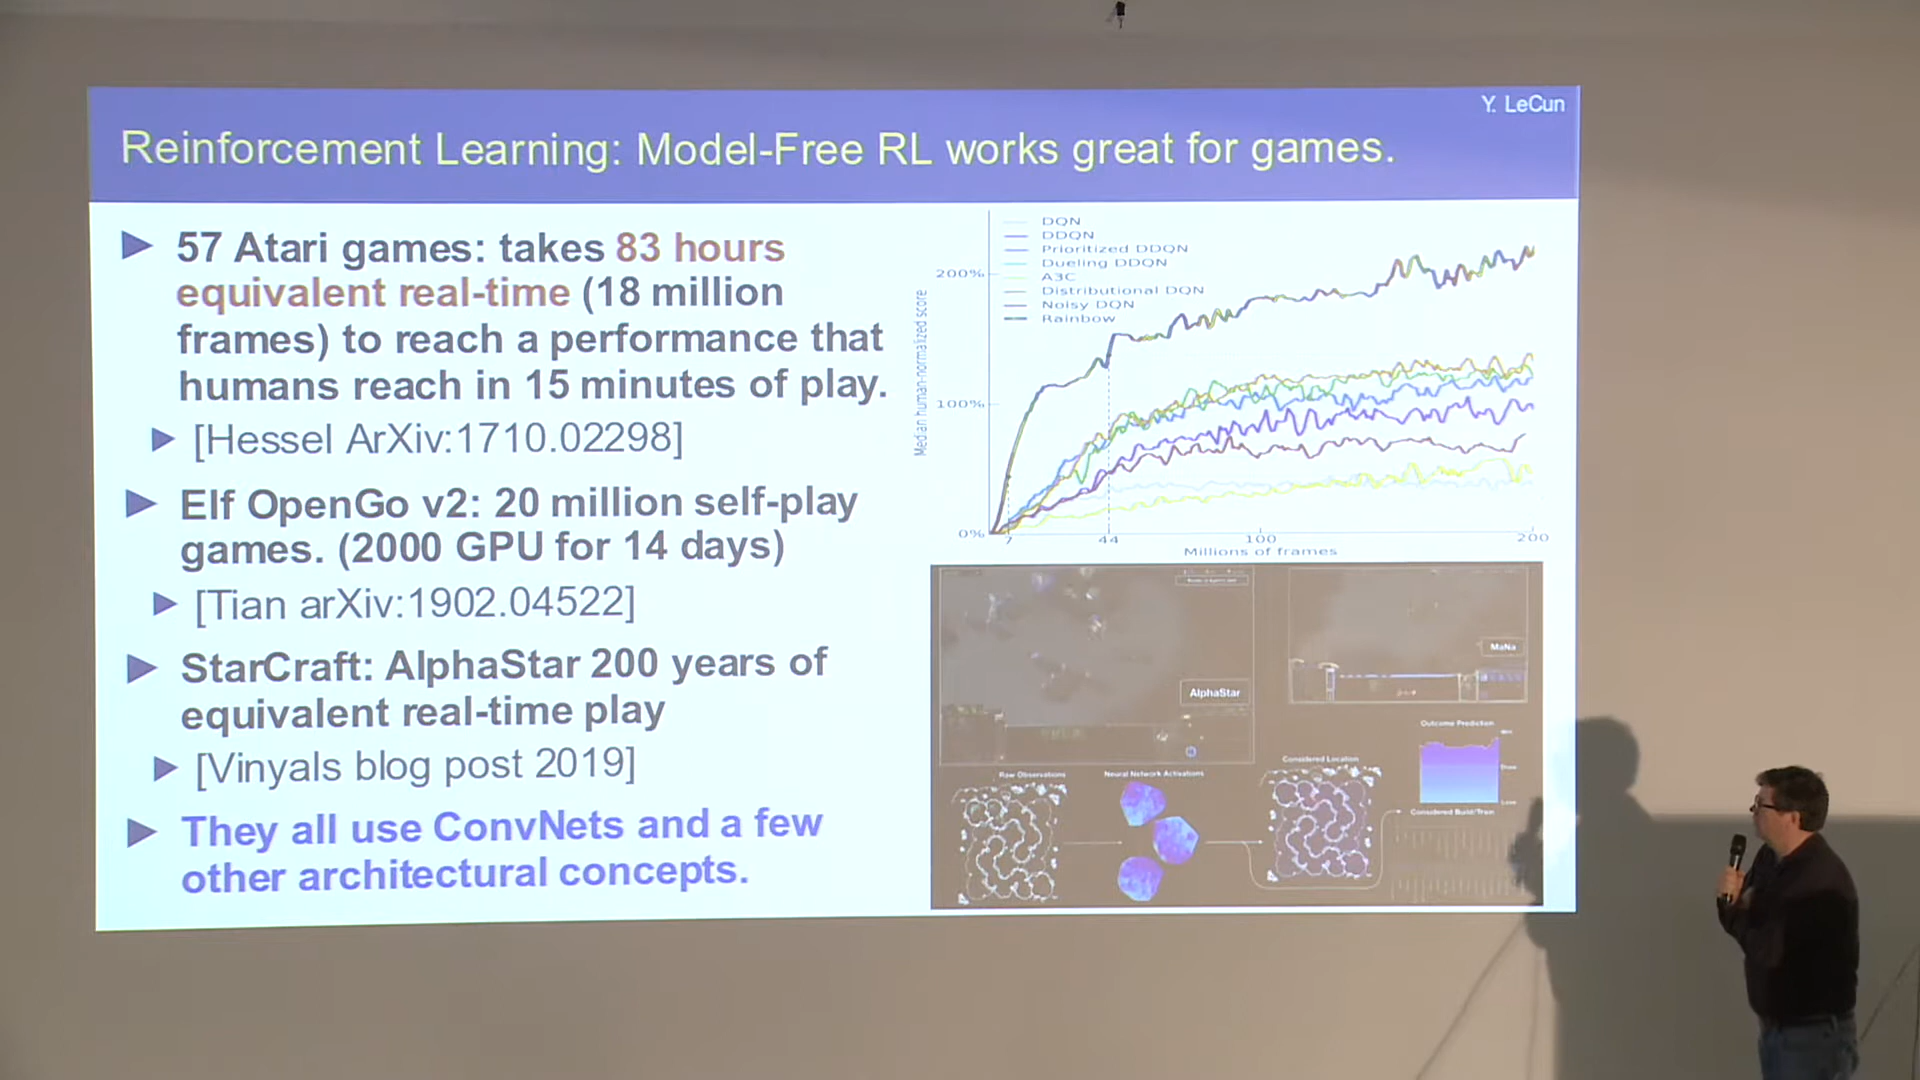 Y. LeCun
Reinforcement Learning: Model-Free RL works great for games.
57 Atari games: takes 83 hours
equivalent real-time (18 million
frames) to reach a performance that
humans reach in 15 minutes of play.
[Hessel ArXiv:1710.02298]
Elf OpenGo v2: 20 million self-play
games. (2000 GPU for 14 days)
[Tian arXiv:1902.04522]
StarCraft: AlphaStar 200 years of
equivalent real-time play
[Vinyals blog post 2019]
They all use ConvNets and a few
other architectural concepts.
DQN
DDQN
Prioritized DDQN
Dueling DDQN
A3C
Distributional DQN
Noisy DQN
Rainbow
Median human-normalized score
200%
100%
0%
7 44 100 200
Millions of frames
MaNa
AlphaStar
Outcome Prediction
Raw Observations
Neural Network Activations
Considered Location
Considered Build/Train